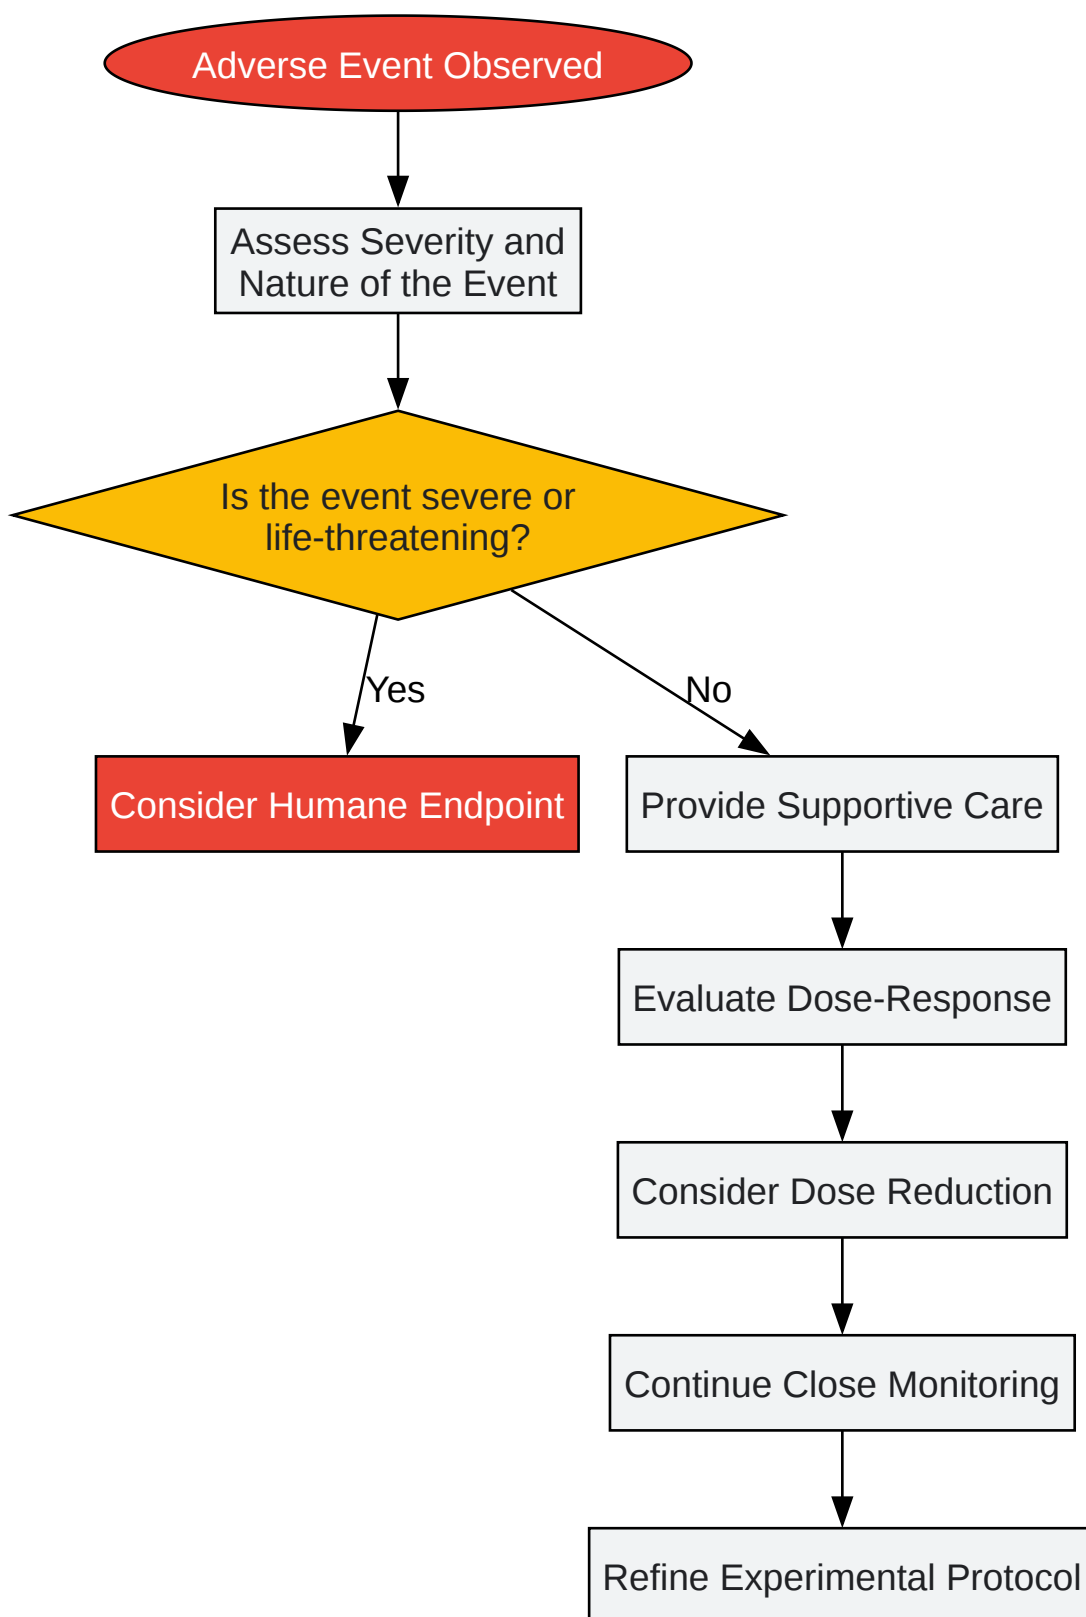 Adverse Event Observed
Assess Severity and
Nature of the Event
Is the event severe or
life-threatening?
Yes
No
Consider Humane Endpoint
Provide Supportive Care
Evaluate Dose-Response
Consider Dose Reduction
Continue Close Monitoring
Refine Experimental Protocol